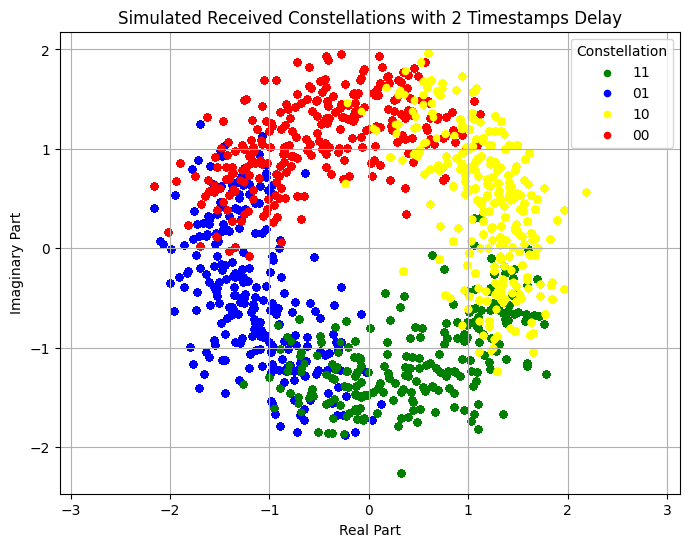 Simulated Received Constellations with 2 Timestamps Delay
Constellation
11
01
10
00
Imaginary Part
2
1
0
−1
−2
−3 −2 −1 0 1 2 3
Real Part